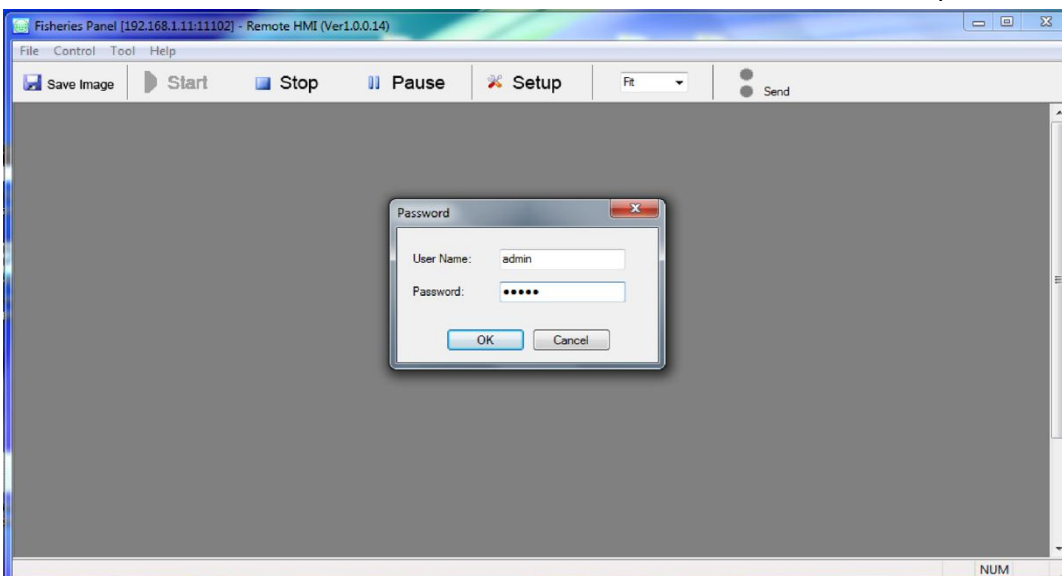 Fisheries Panel [192.168.1.11:11102] - Remote HMI (Ver1.0.0.14)
File Control Tool Help
Save Image Start Stop Pause Setup Fit Send
Password
User Name: admin
Password: •••••
OK Cancel
NUM